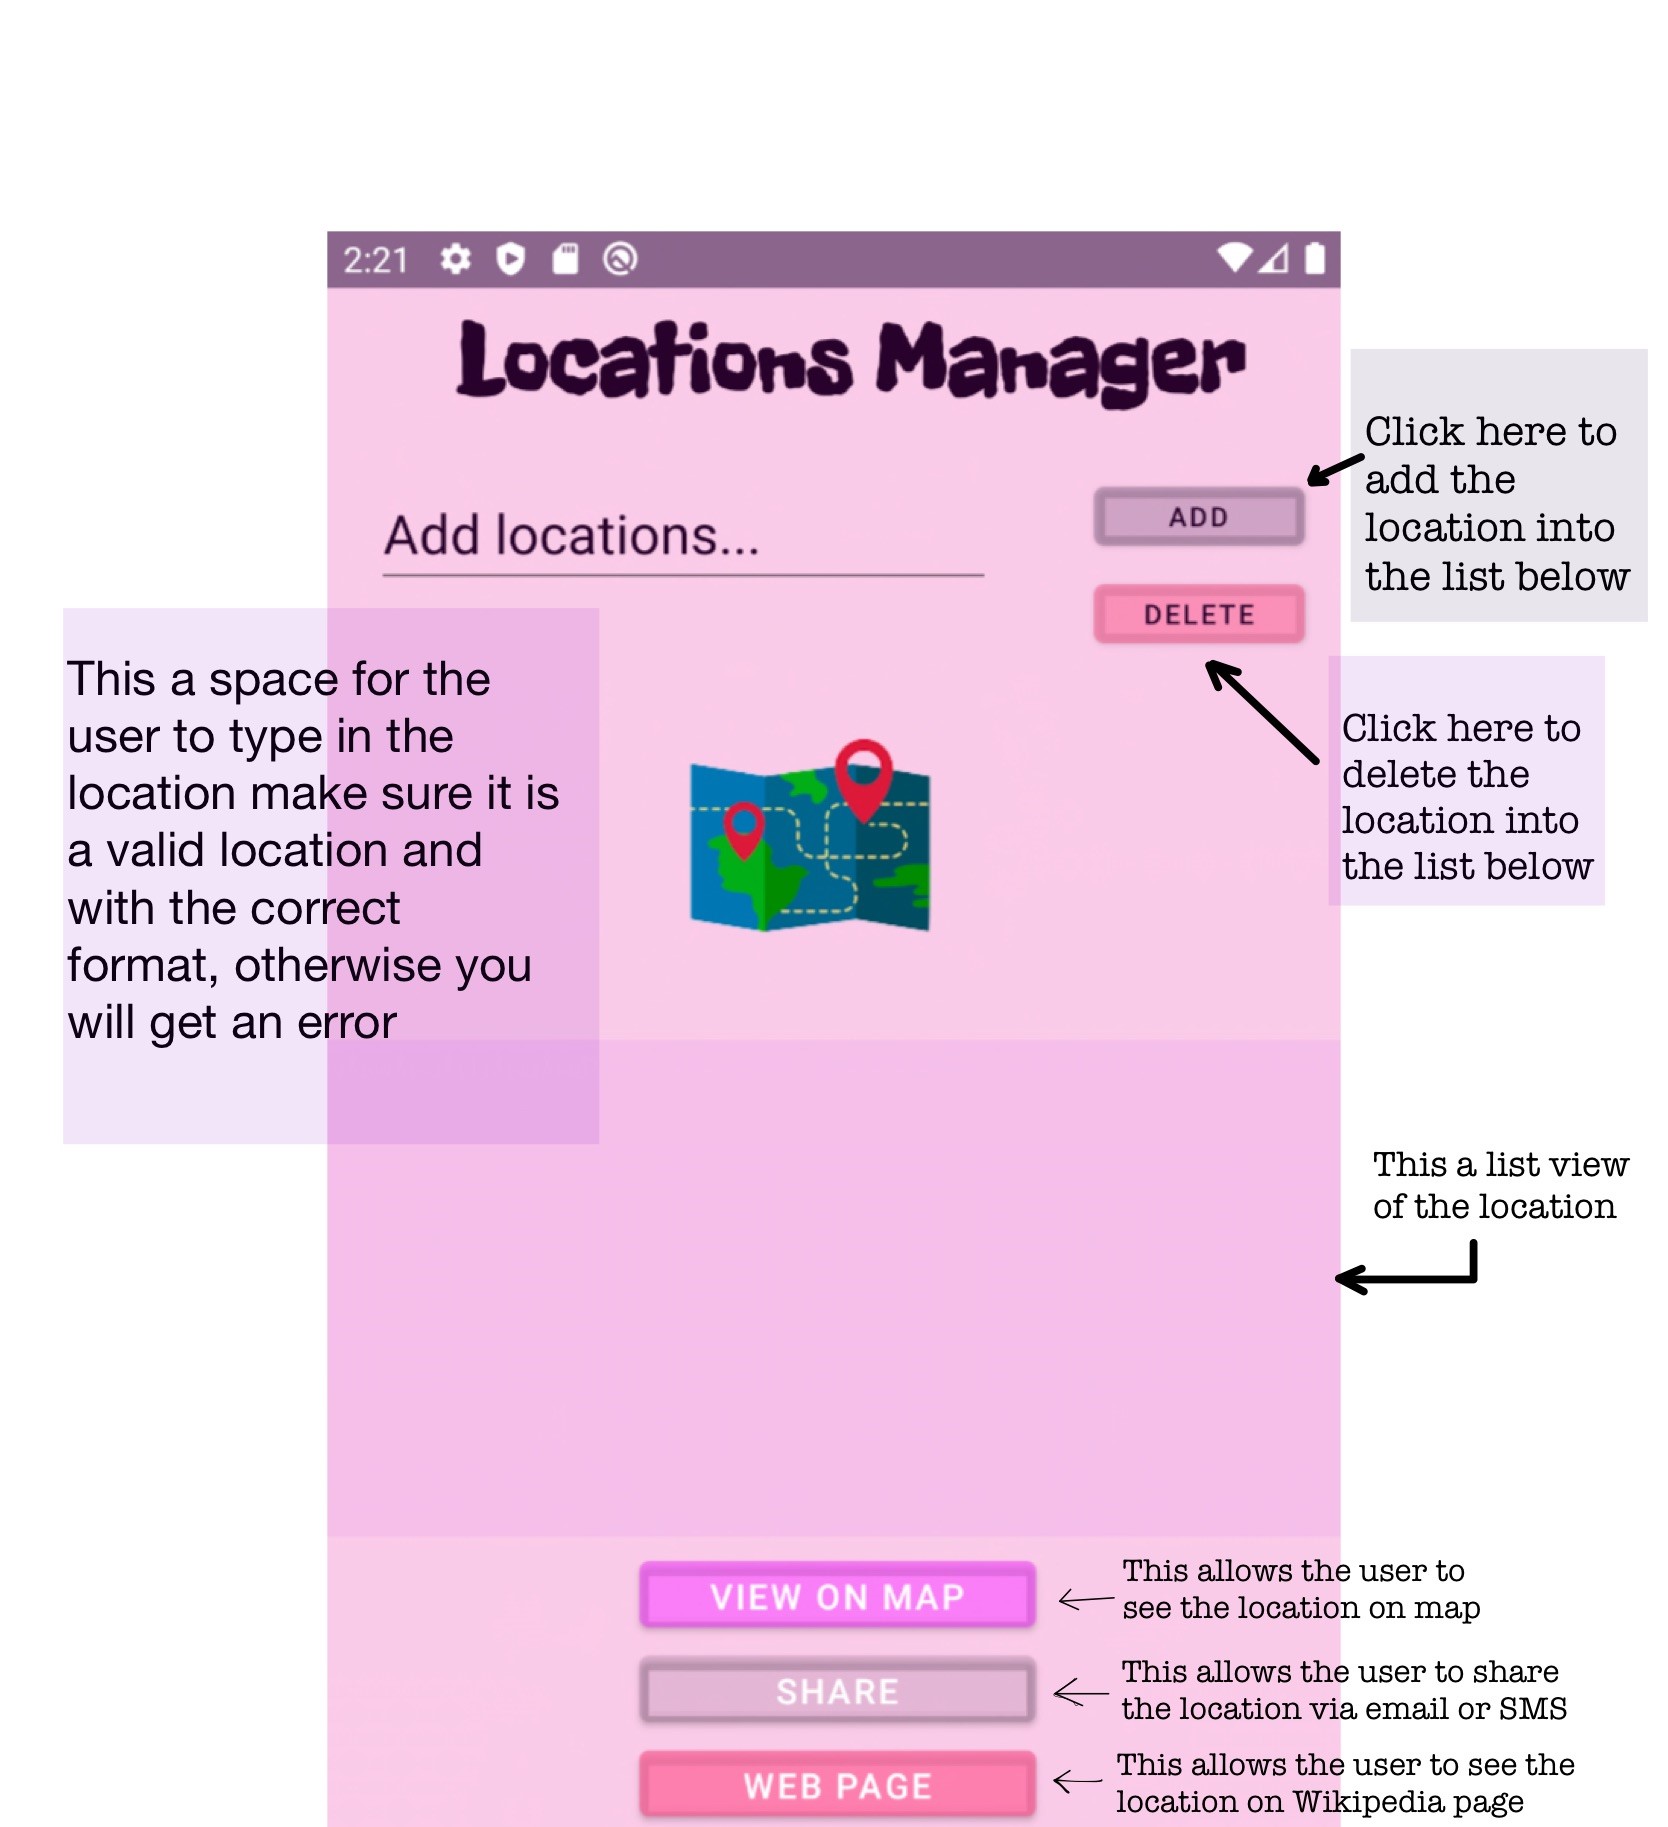 2:21
Locations Manager
Click here to
add the
location into
the list below
ADD
Add locations...
DELETE
This a space for the
user to type in the
location make sure it is
a valid location and
with the correct
format, otherwise you
will get an error
Click here to
delete the
location into
the list below
This a list view
of the location
VIEW ON MAP
This allows the user to
see the location on map
SHARE
This allows the user to share
the location via email or SMS
WEB PAGE
This allows the user to see the
location on Wikipedia page